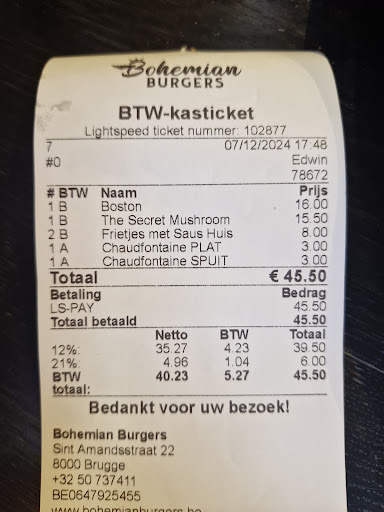 Bohemian
BURGERS
BTW-kasticket
Lightspeed ticket nummer: 102877
7 07/12/2024 17:48
#0 Edwin
78672
# BTW Naam Prijs
1 B Boston 16.00
1 B The Secret Mushroom 15.50
2 B Frietjes met Saus Huis 8.00
1 A Chaudfontaine PLAT 3.00
1 A Chaudfontaine SPUIT 3.00
Totaal € 45.50
Betaling Bedrag
LS-PAY 45.50
Totaal betaald 45.50
Netto BTW Totaal
12%: 35.27 4.23 39.50
21%: 4.96 1.04 6.00
BTW 40.23 5.27 45.50
totaal:
Bedankt voor uw bezoek!
Bohemian Burgers
Sint Amandsstraat 22
8000 Brugge
+32 50 737411
BE0647925455
www.bohemianburgers.be